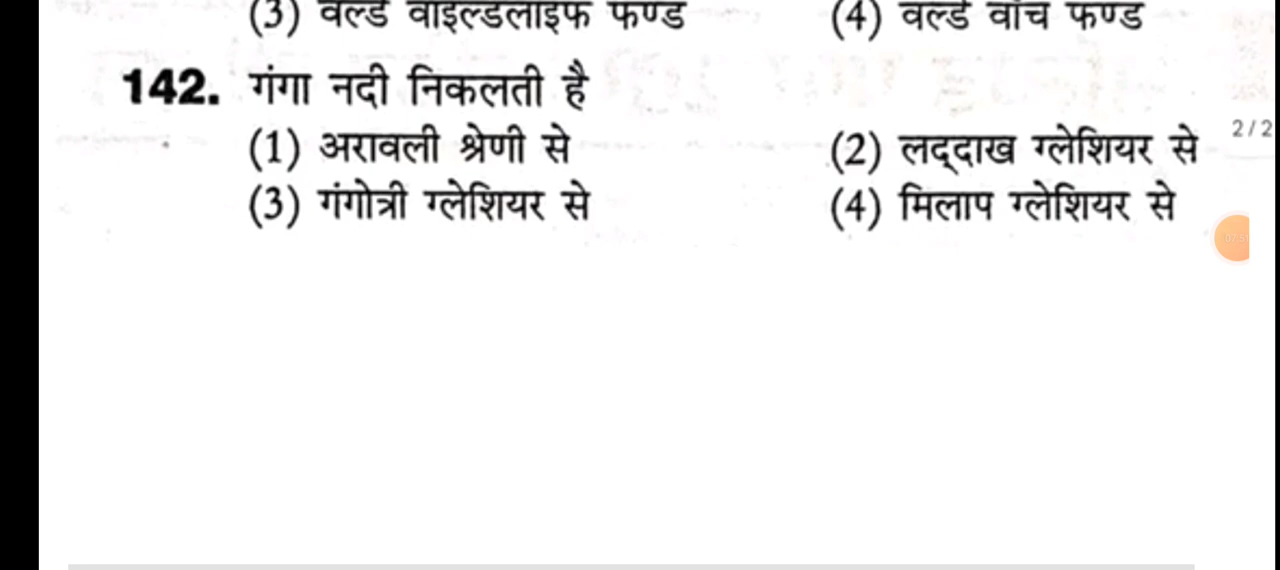 (3) वर्ल्ड वाइल्डलाइफ फण्ड (4) वर्ल्ड वॉच फण्ड
142. गंगा नदी निकलती है
(1) अरावली श्रेणी से (2) लद्दाख ग्लेशियर से
2/2
(3) गंगोत्री ग्लेशियर से (4) मिलाप ग्लेशियर से